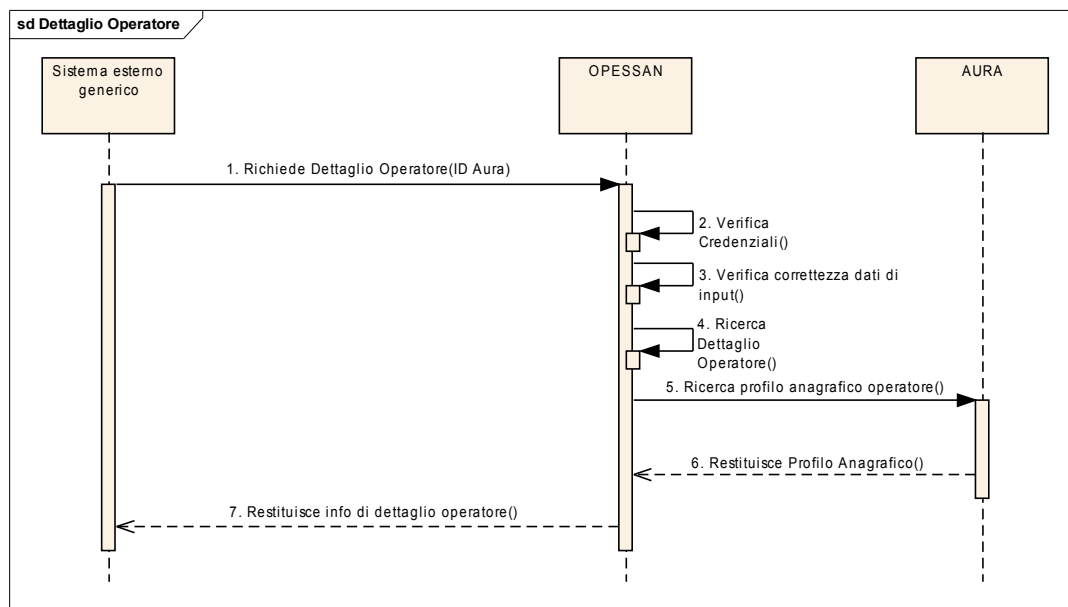 sd Dettaglio Operatore
Sistema esterno
generico
OPESSAN
AURA
1. Richiede Dettaglio Operatore(ID Aura)
2. Verifica
Credenziali()
3. Verifica correttezza dati di
input()
4. Ricerca
Dettaglio
Operatore()
5. Ricerca profilo anagrafico operatore()
6. Restituisce Profilo Anagrafico()
7. Restituisce info di dettaglio operatore()